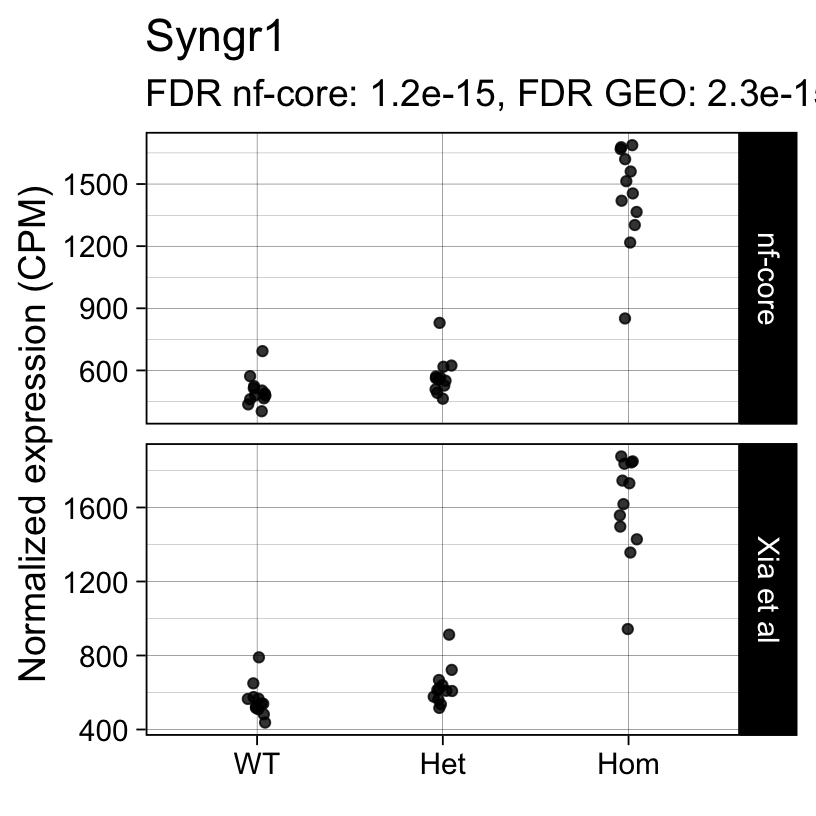 Syngr1
FDR nf-core: 1.2e-15, FDR GEO: 2.3e-15
Normalized expression (CPM)
1500
1200
900
600
nf-core
1600
1200
800
400
Xia et al
WT Het Hom